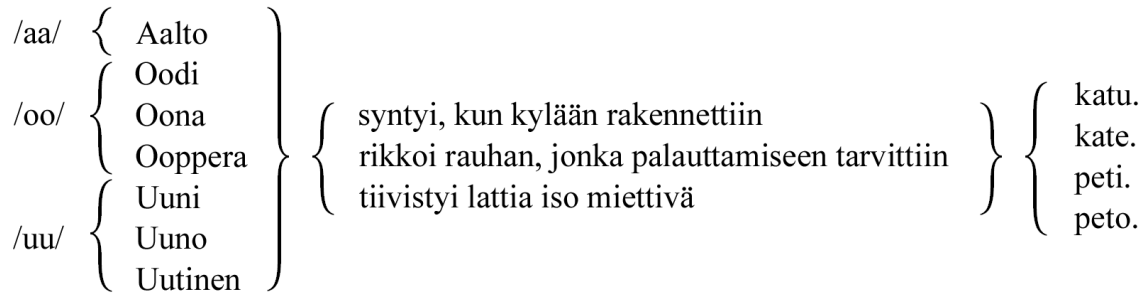 /aa/ { Aalto
/oo/ { Oodi
Oona
Ooppera
/uu/ { Uuni
Uuno
Uutinen
syntyi, kun kylään rakennettiin
rikkoi rauhan, jonka palauttamiseen tarvittiin
tiivistyi lattia iso miettivä
katu.
kate.
peti.
peto.